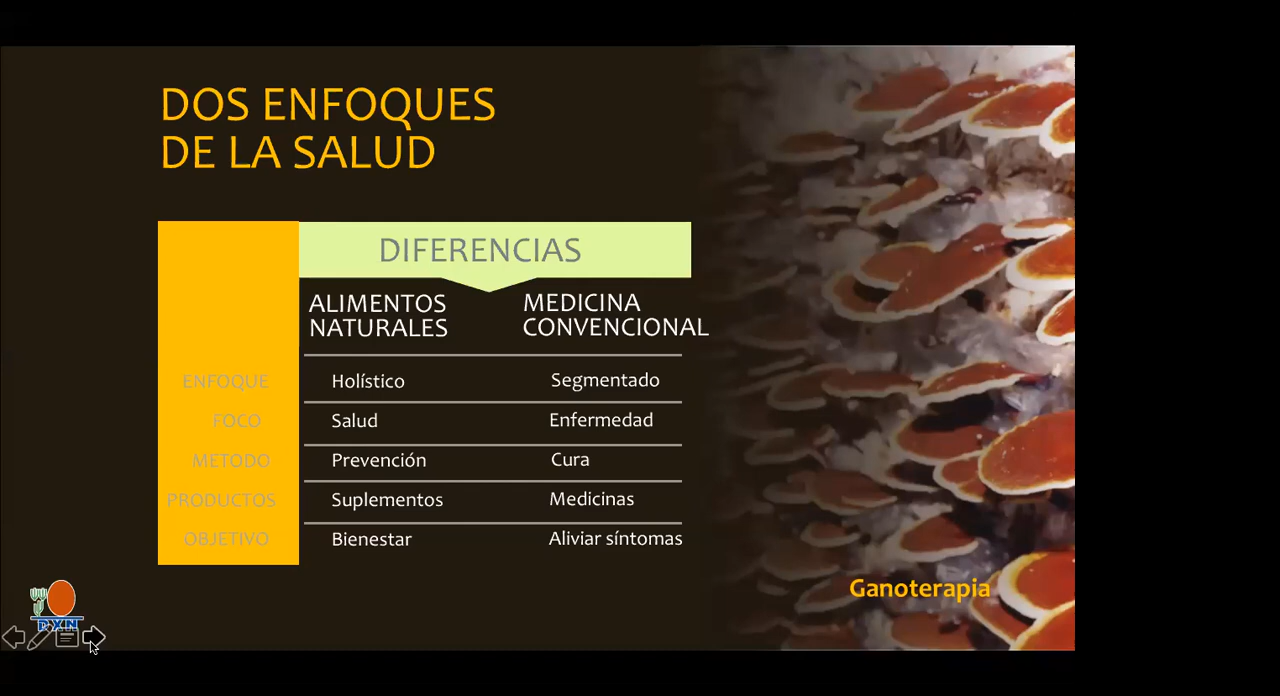 DOS ENFOQUES
DE LA SALUD
DIFERENCIAS
ALIMENTOS
NATURALES
MEDICINA
CONVENCIONAL
ENFOQUE Holístico Segmentado
FOCO Salud Enfermedad
METODO Prevención Cura
PRODUCTOS Suplementos Medicinas
OBJETIVO Bienestar Aliviar síntomas
Ganoterapia
DXN